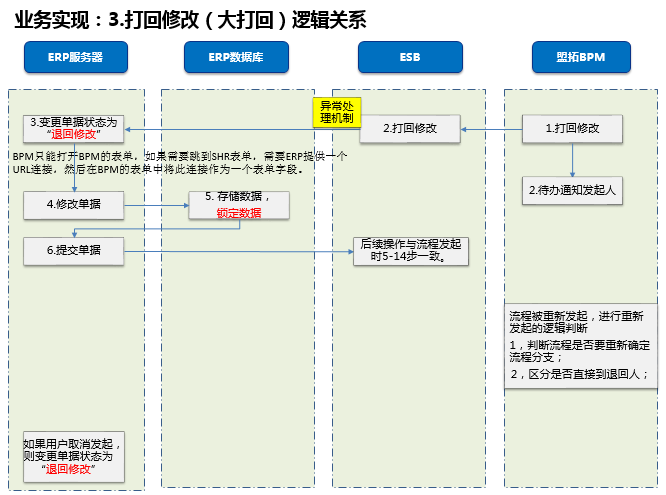 业务实现：3.打回修改（大打回）逻辑关系
ERP服务器
ERP数据库
ESB
盟拓BPM
异常处
理机制
3.变更单据状态为
“退回修改”
2.打回修改
1.打回修改
BPM只能打开BPM的表单，如果需要跳到SHR表单，需要ERP提供一个
URL连接，然后在BPM的表单中将此连接作为一个表单字段。
4.修改单据
5. 存储数据，
锁定数据
2.待办通知发起人
6.提交单据
后续操作与流程发起
时5-14步一致。
流程被重新发起，进行重新
发起的逻辑判断
1，判断流程是否要重新确定
流程分支；
2，区分是否直接到退回人；
如果用户取消发起，
则变更单据状态为
“退回修改”